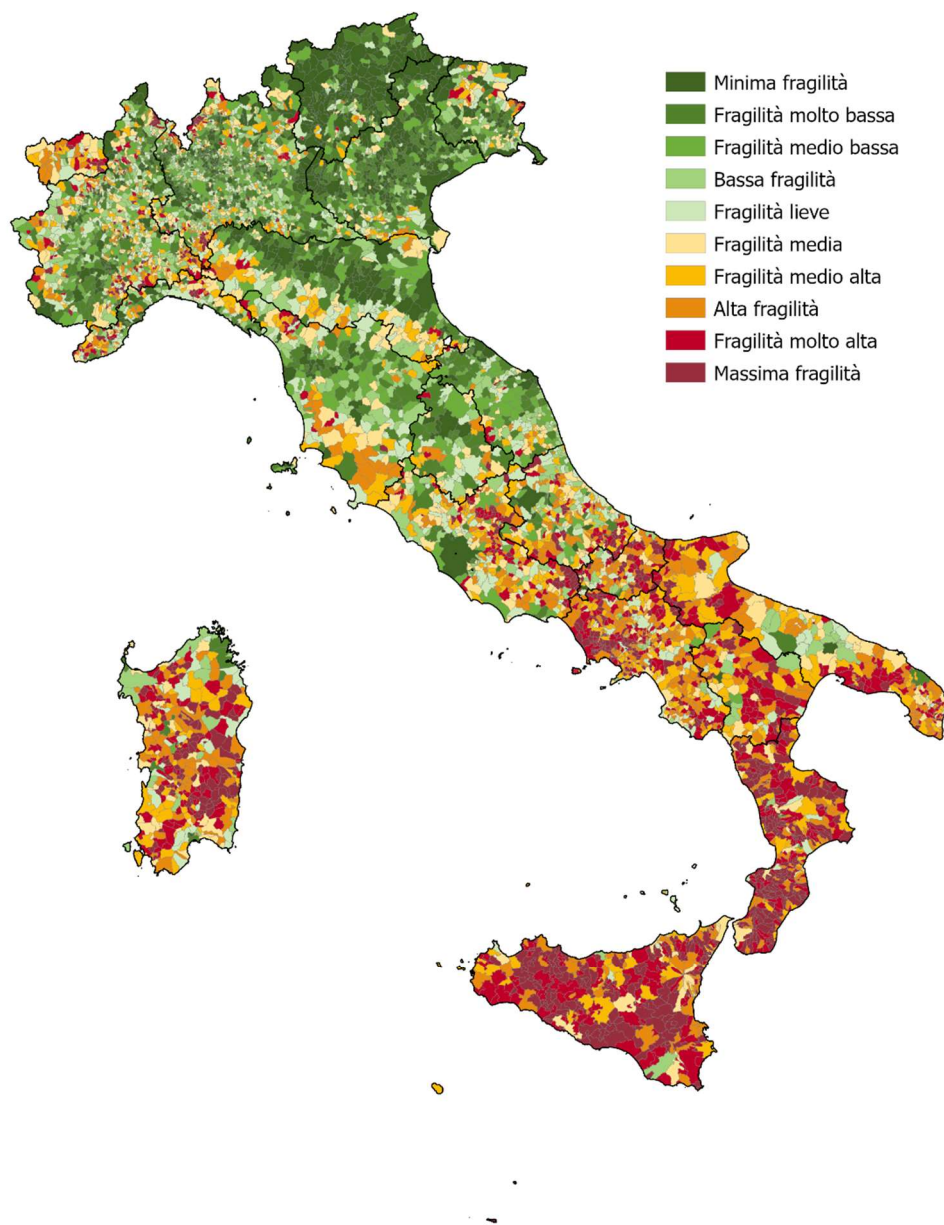 Minima fragilità
Fragilità molto bassa
Fragilità medio bassa
Bassa fragilità
Fragilità lieve
Fragilità media
Fragilità medio alta
Alta fragilità
Fragilità molto alta
Massima fragilità